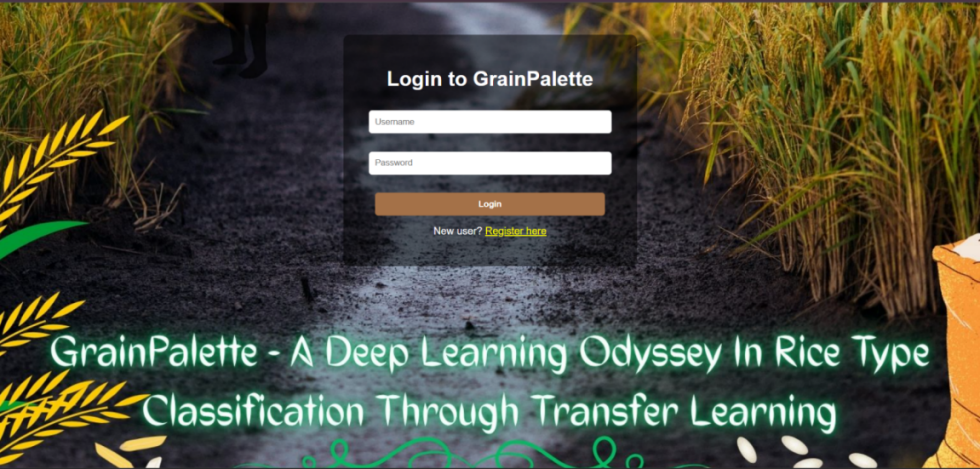 Login to GrainPalette
Username
Password
Login
New user? Register here
GrainPalette - A Deep Learning Odyssey In Rice Type
Classification Through Transfer Learning